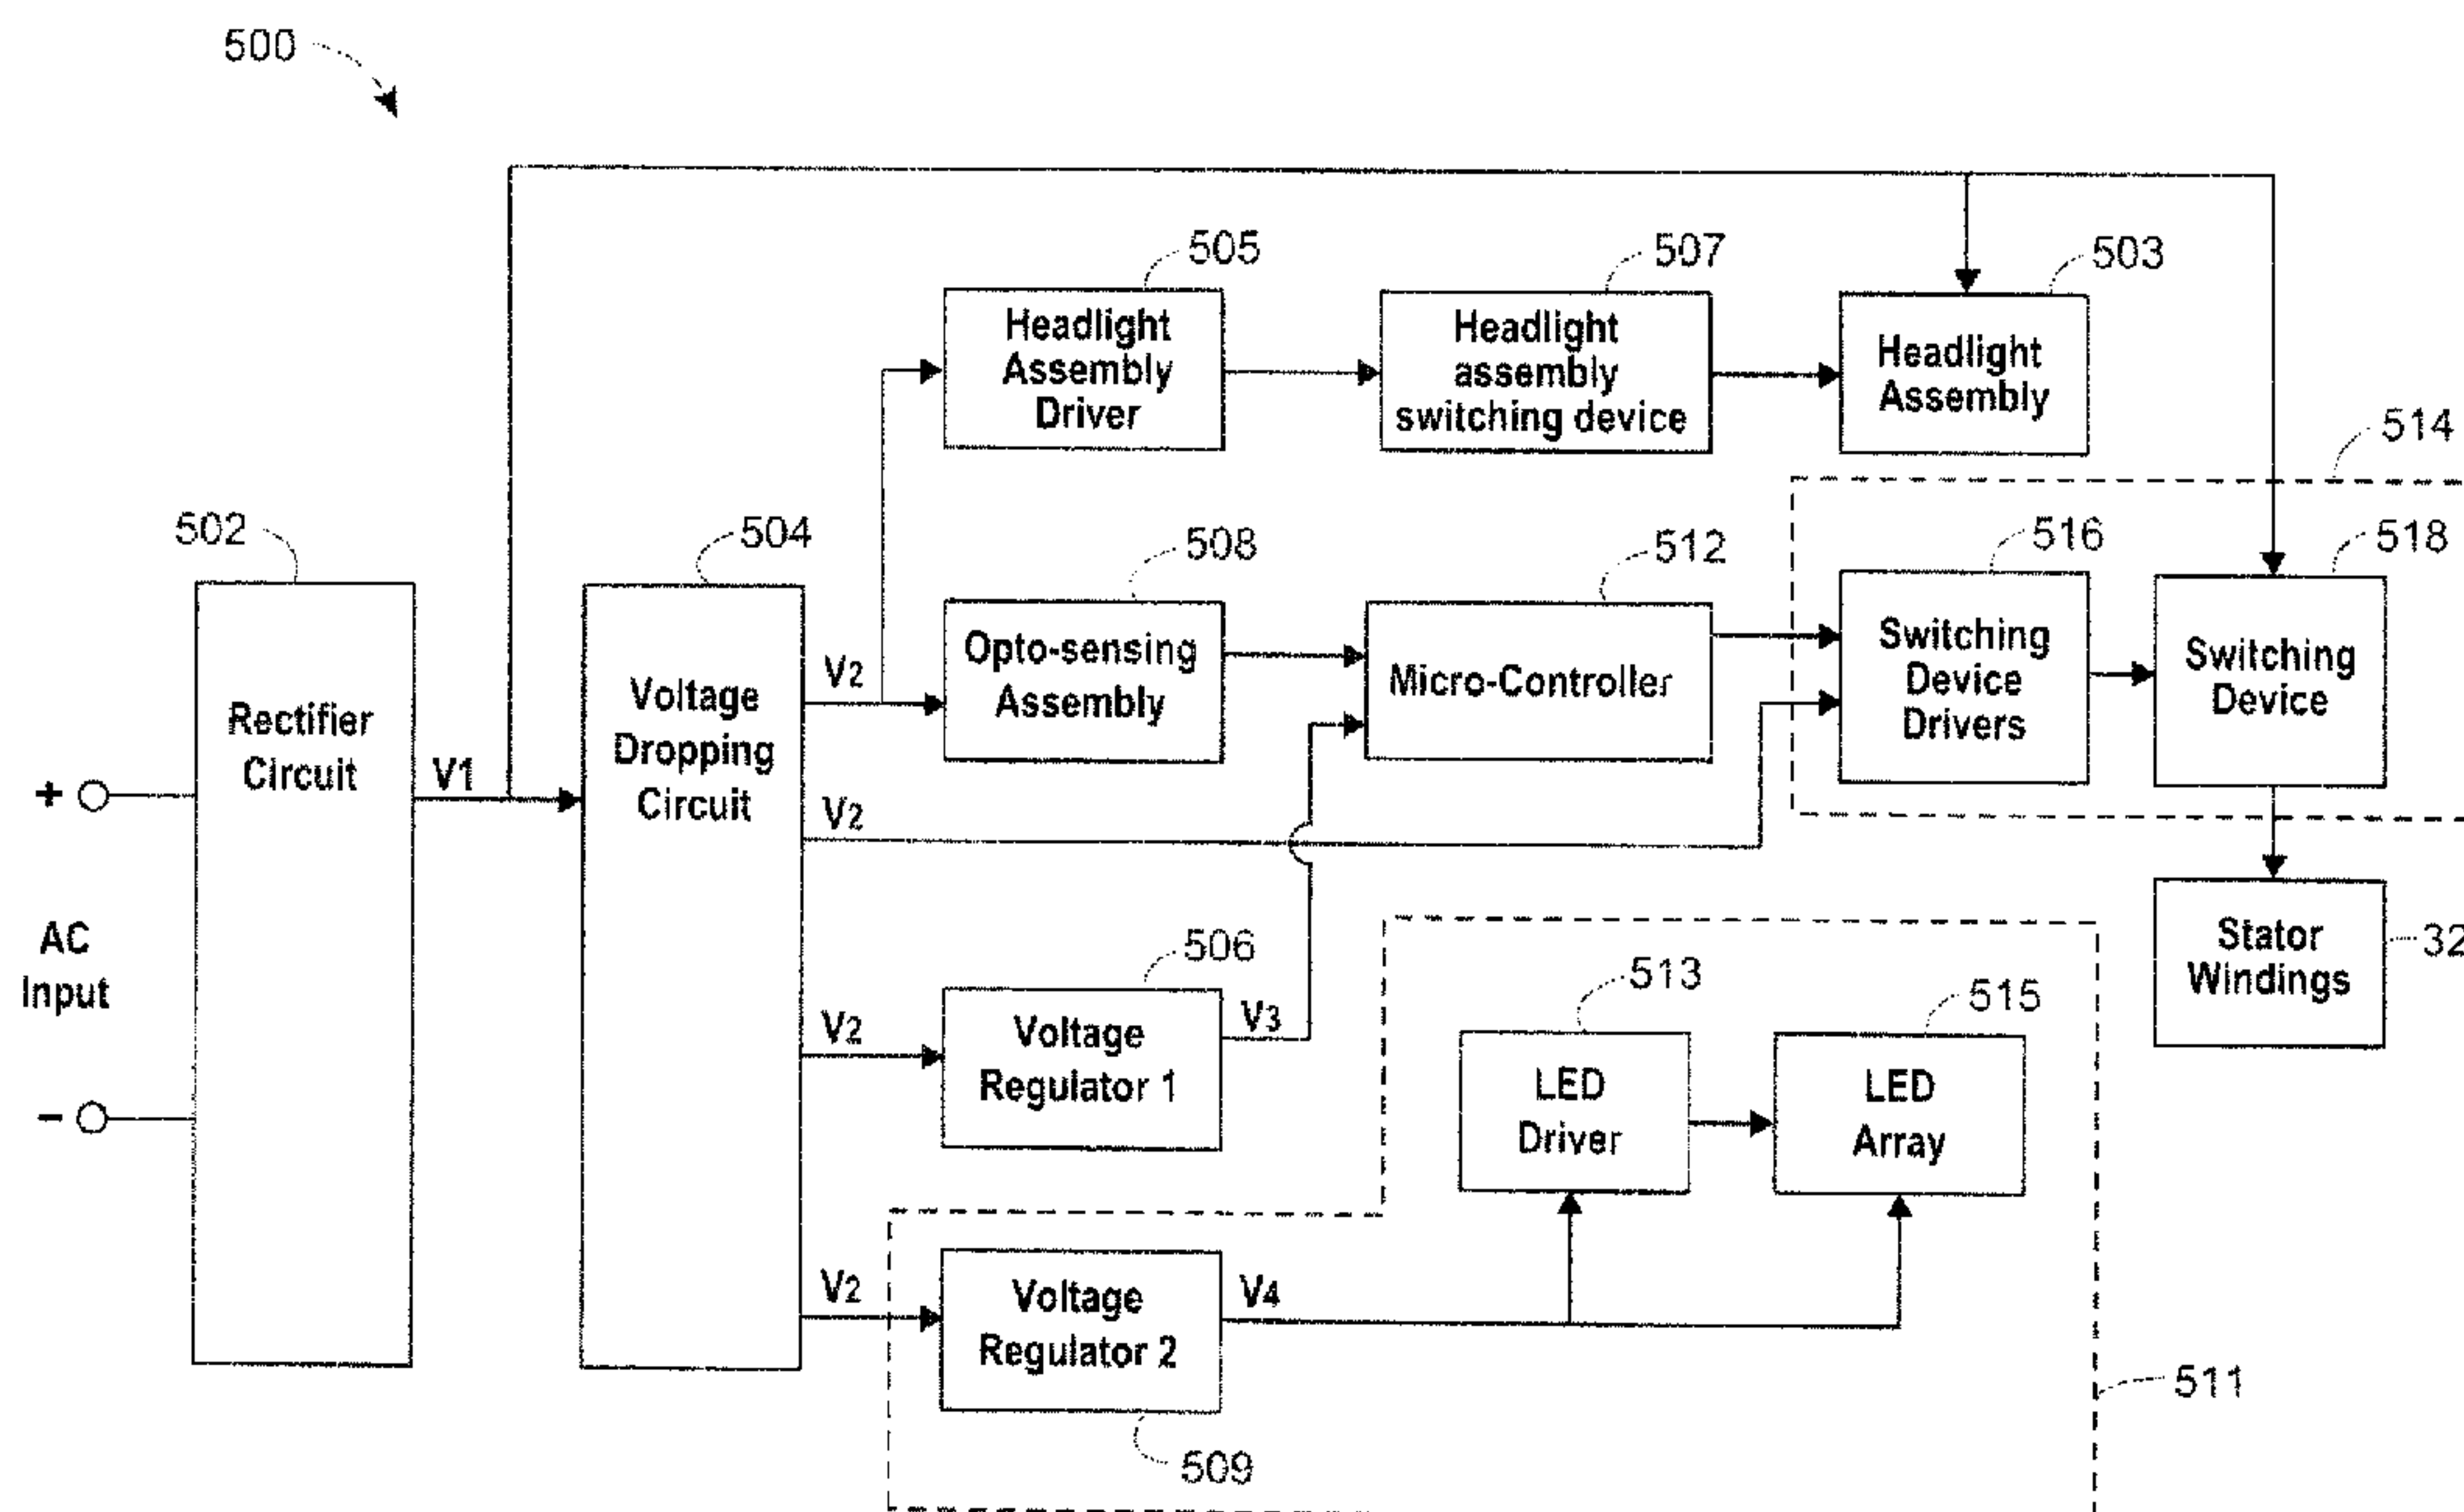 500
505
507
503
Headlight
Assembly
Driver
Headlight
assembly
switching device
Headlight
Assembly
514
502
504
508
512
516
518
Rectifier
Circuit
Voltage
Dropping
Circuit
V2
Opto-sensing
Assembly
Micro-Controller
Switching
Device
Drivers
Switching
Device
+
V1
V2
AC
Input
506
513
515
Stator
Windings
32
V2
Voltage
Regulator 1
V3
LED
Driver
LED
Array
-
V2
Voltage
Regulator 2
V4
511
509